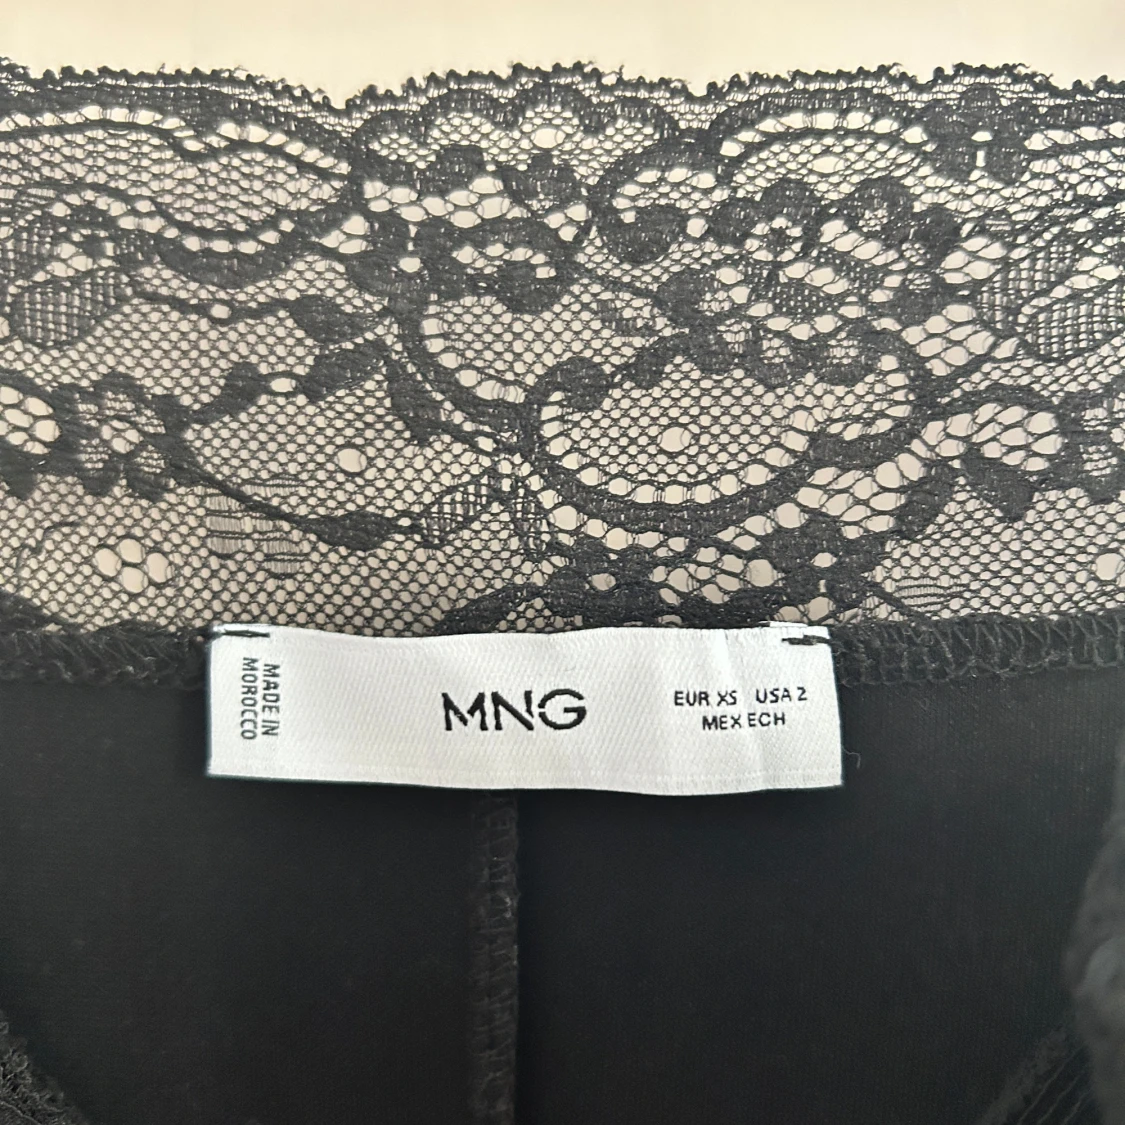 MADE IN
MOROCCO
MNG
EUR XS USA 2
MEX ECH